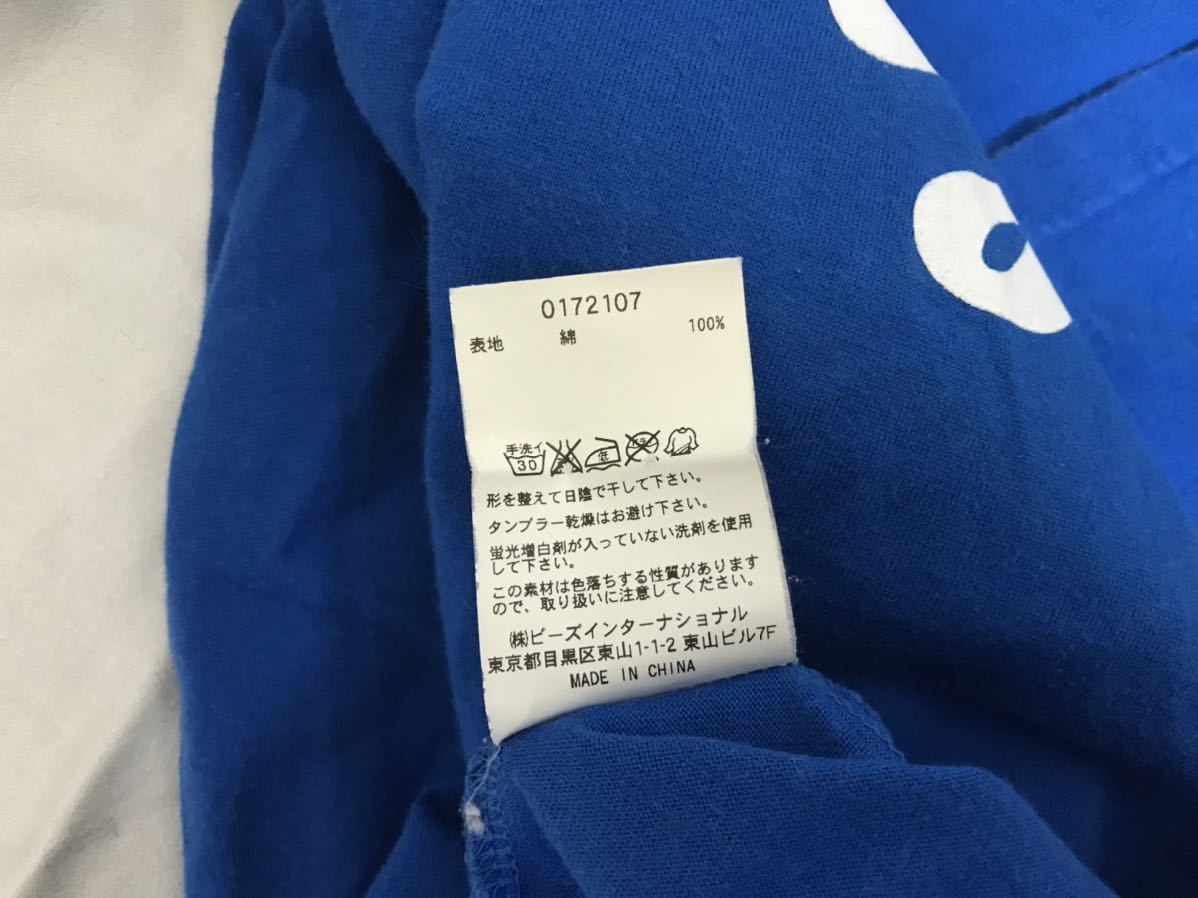 0172107
表地 綿 100%
手洗イ
30 低
形を整えて日陰で干して下さい。
タンブラー乾燥はお避け下さい。
蛍光増白剤が入っていない洗剤を使用
して下さい。
この素材は色落ちする性質があります
ので、取り扱いに注意してください。
㈱ビーズインターナショナル
東京都目黒区東山1-1-2 東山ビル7F
MADE IN CHINA